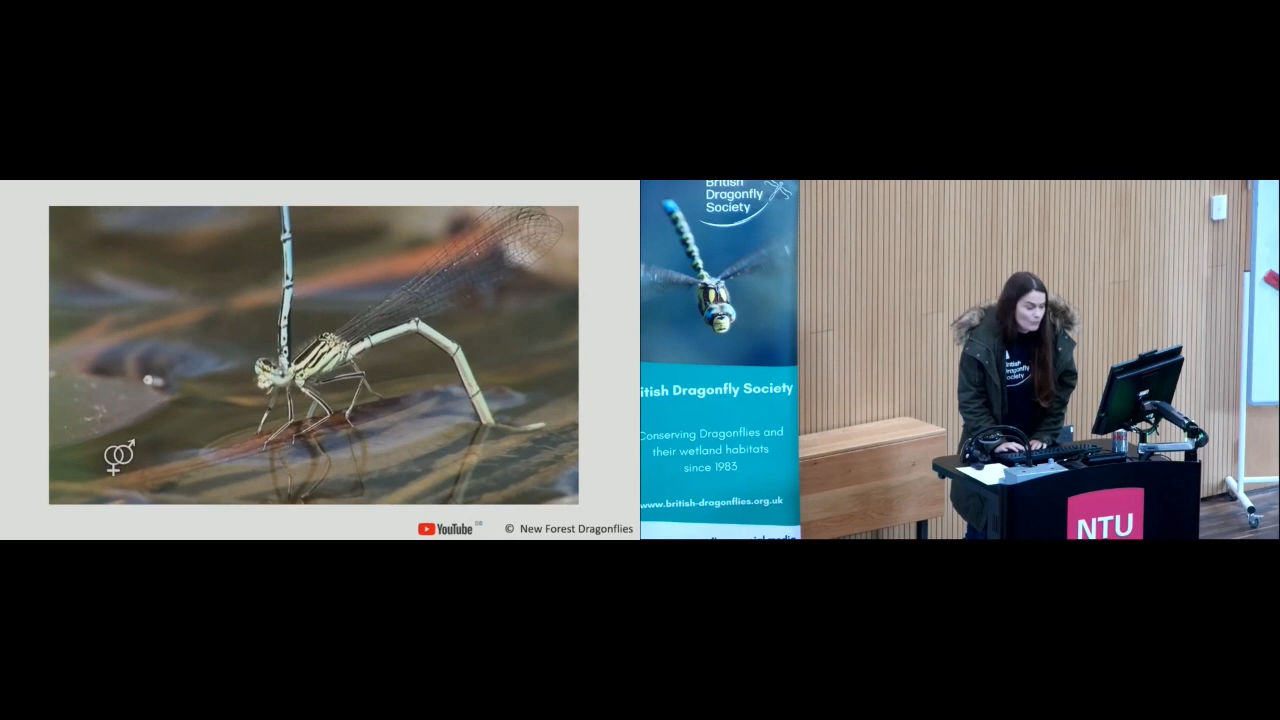 YouTube GB
© New Forest Dragonflies
British
Dragonfly
Society
itish Dragonfly Society
Conserving Dragonflies and
their wetland habitats
since 1983
www.british-dragonflies.org.uk
British
Dragonfly
Society
NTU